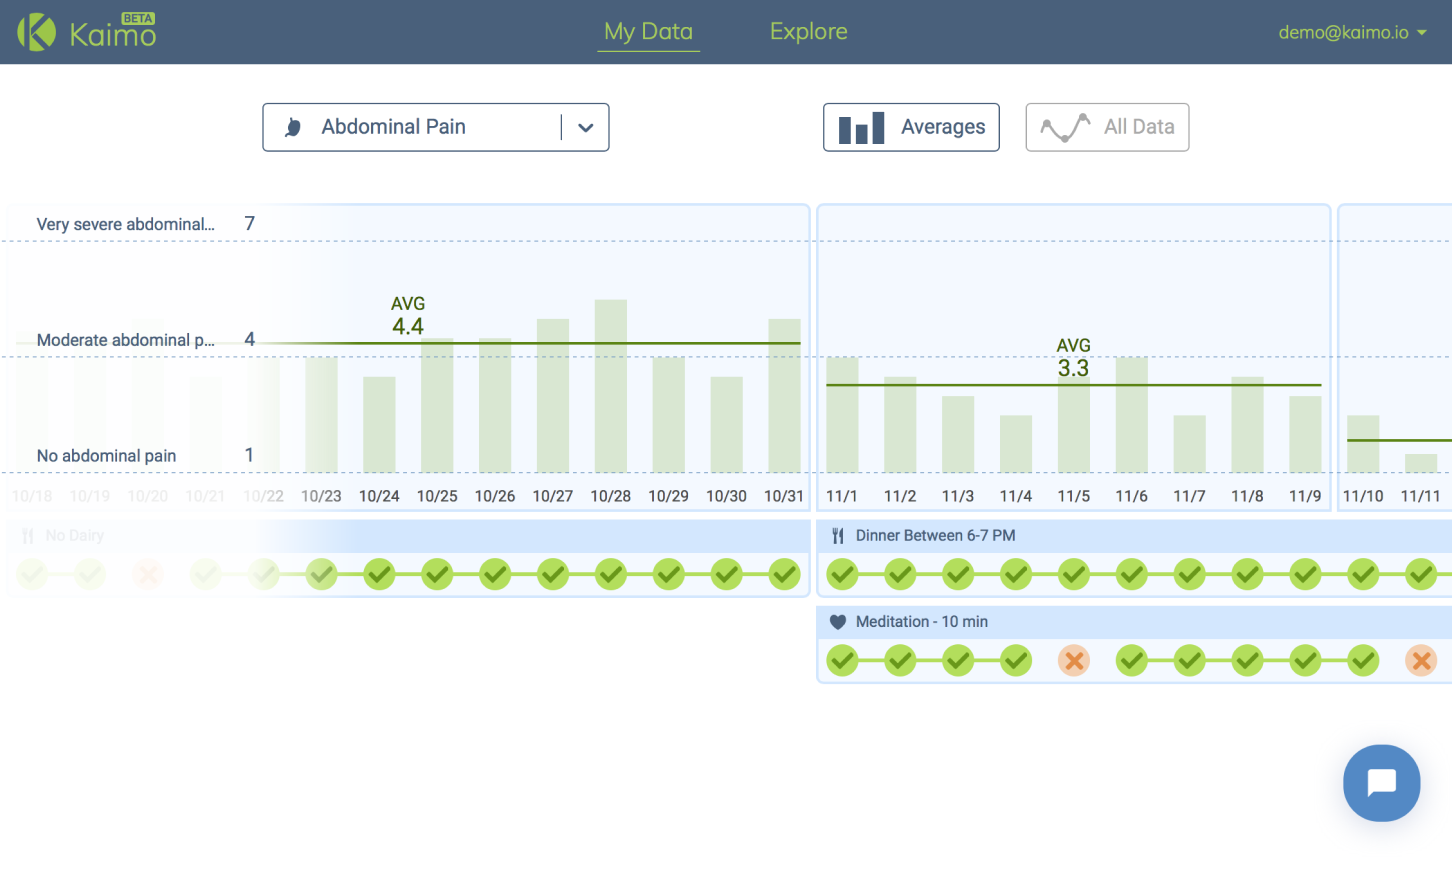 Kaimo BETA
My Data
Explore
demo@kaimo.io
Abdominal Pain
Averages
All Data
Very severe abdominal... 7
AVG
4.4
Moderate abdominal p... 4
AVG
3.3
No abdominal pain 1
10/18 10/19 10/20 10/21 10/22 10/23 10/24 10/25 10/26 10/27 10/28 10/29 10/30 10/31 11/1 11/2 11/3 11/4 11/5 11/6 11/7 11/8 11/9 11/10 11/11
No Dairy
Dinner Between 6-7 PM
Meditation - 10 min